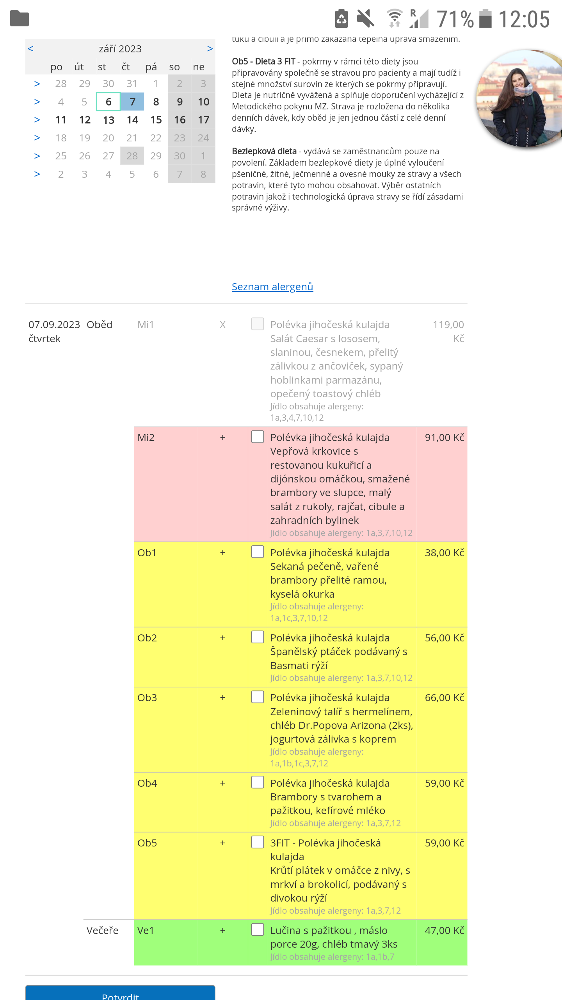 R 71% 12:05
< září 2023 >
po út st čt pá so ne
> 28 29 30 31 1 2 3
> 4 5 6 7 8 9 10
> 11 12 13 14 15 16 17
> 18 19 20 21 22 23 24
> 25 26 27 28 29 30 1
> 2 3 4 5 6 7 8
tuku a cibulí a je přímo zakázána tepelná úprava smažením.
Ob5 - Dieta 3 FIT - pokrmy v rámci této diety jsou
připravovány společně se stravou pro pacienty a mají tudíž i
stejné množství surovin ze kterých se pokrmy připravují.
Dieta je nutričně vyvážená a splňuje doporučení vycházející z
Metodického pokynu MZ. Strava je rozložena do několika
denních dávek, kdy oběd je jen jednou částí z celé denní
dávky.
Bezlepková dieta - vydává se zaměstnancům pouze na
povolení. Základem bezlepkové diety je úplné vyloučení
pšeničné, žitné, ječmenné a ovesné mouky ze stravy a všech
potravin, které tyto mohou obsahovat. Výběr ostatních
potravin jakož i technologická úprava stravy se řídí zásadami
správné výživy.
Seznam alergenů
07.09.2023 Oběd Mi1 X Polévka jihočeská kulajda 119,00
čtvrtek Salát Caesar s lososem, Kč
slaninou, česnekem, přelitý
zálivkou z ančoviček, sypaný
hoblinkami parmazánu,
opečený toastový chléb
Jídlo obsahuje alergeny:
1a,3,4,7,10,12
Mi2 + Polévka jihočeská kulajda 91,00 Kč
Vepřová krkovice s
restovanou kukuřicí a
dijónskou omáčkou, smažené
brambory ve slupce, malý
salát z rukoly, rajčat, cibule a
zahradních bylinek
Jídlo obsahuje alergeny: 1a,3,7,10,12
Ob1 + Polévka jihočeská kulajda 38,00 Kč
Sekaná pečeně, vařené
brambory přelité ramou,
kyselá okurka
Jídlo obsahuje alergeny:
1a,1c,3,7,10,12
Ob2 + Polévka jihočeská kulajda 56,00 Kč
Španělský ptáček podávaný s
Basmati rýží
Jídlo obsahuje alergeny: 1a,3,7,10,12
Ob3 + Polévka jihočeská kulajda 66,00 Kč
Zeleninový talíř s hermelínem,
chléb Dr.Popova Arizona (2ks),
jogurtová zálivka s koprem
Jídlo obsahuje alergeny:
1a,1b,1c,3,7,12
Ob4 + Polévka jihočeská kulajda 59,00 Kč
Brambory s tvarohem a
pažitkou, kefírové mléko
Jídlo obsahuje alergeny: 1a,3,7,12
Ob5 + 3FIT - Polévka jihočeská 59,00 Kč
kulajda
Krůtí plátek v omáčce z nivy, s
mrkví a brokolicí, podávaný s
divokou rýží
Jídlo obsahuje alergeny: 1a,3,7,12
Večeře Ve1 + Lučina s pažitkou , máslo 47,00 Kč
porce 20g, chléb tmavý 3ks
Jídlo obsahuje alergeny: 1a,1b,7
Potvrdit